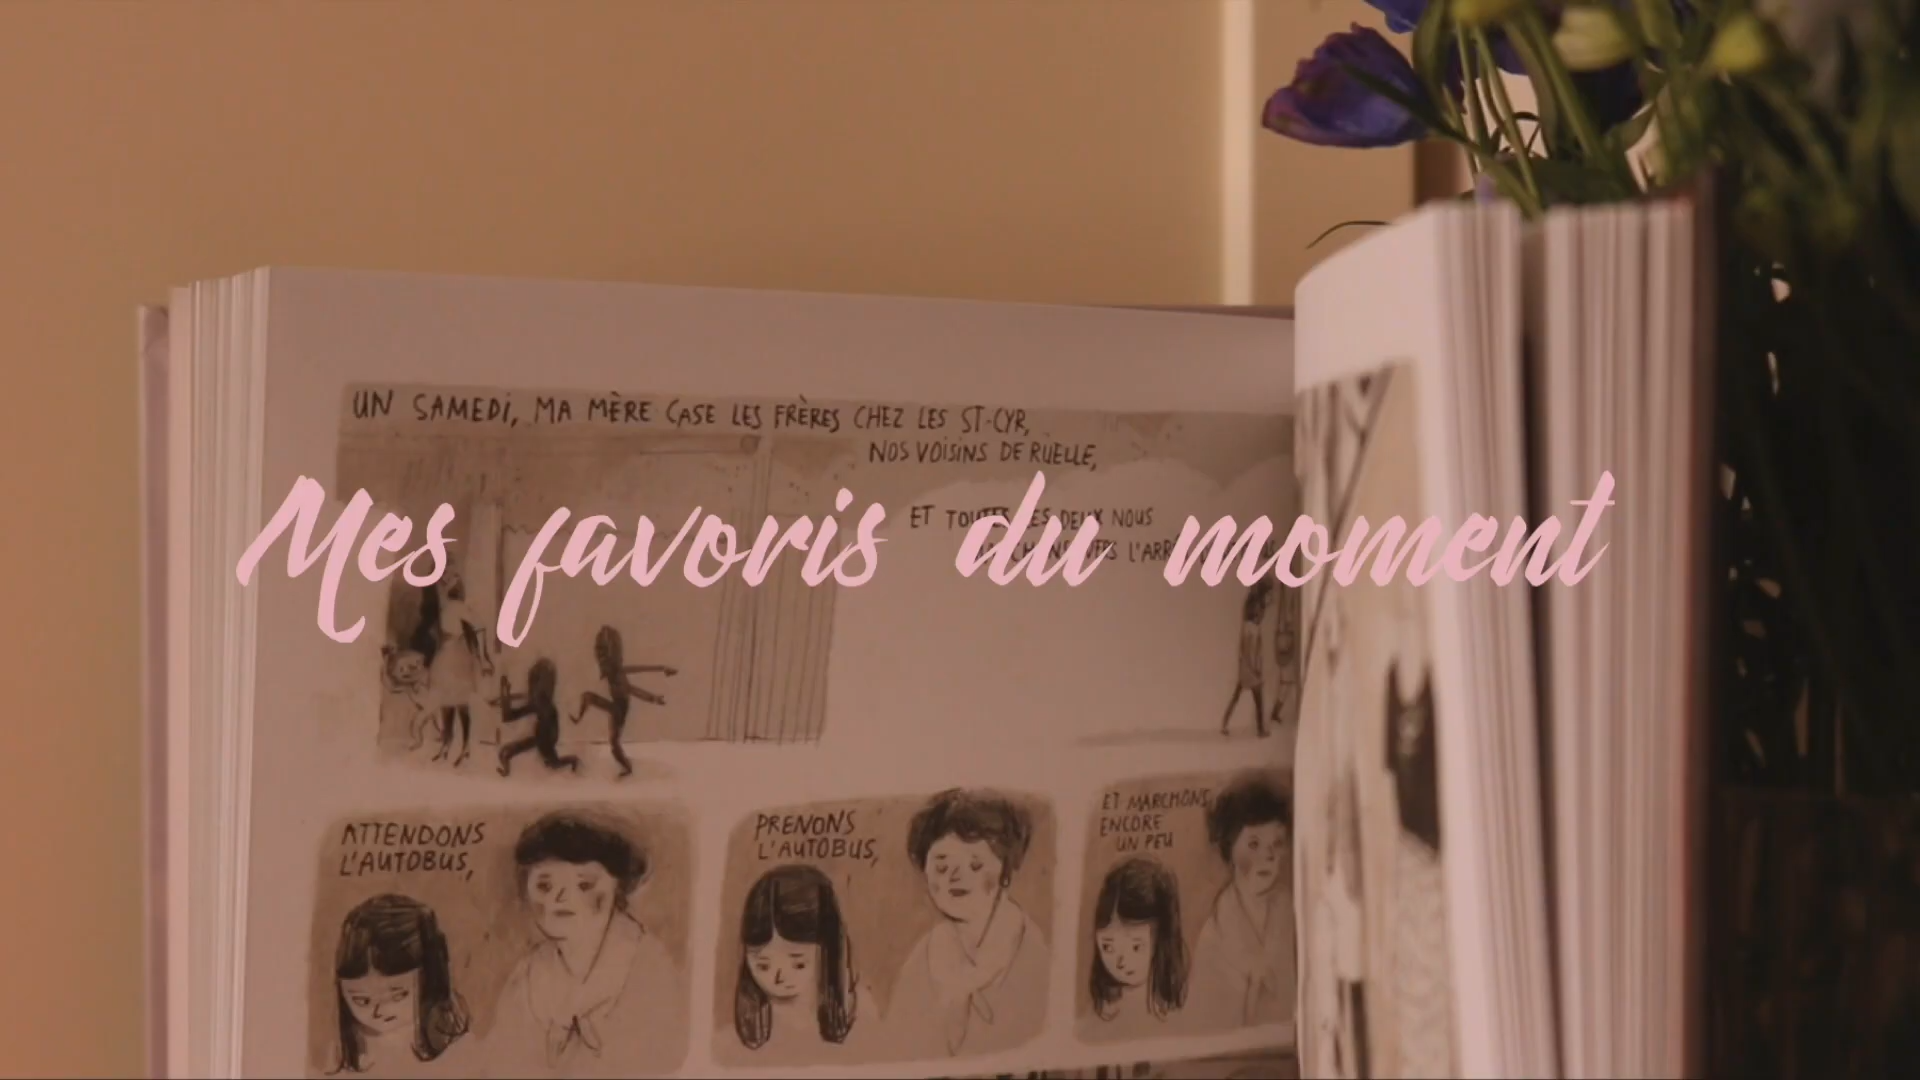 UN SAMEDI, MA MÈRE CASE LES FRÈRES CHEZ LES ST-CYR,
NOS VOISINS DE RUELLE,
ET TOUTES LES DEUX NOUS
L'ARR
Mes favoris du moment
ATTENDONS
L'AUTOBUS,
PRENONS
L'AUTOBUS,
ET MARCHONS
ENCORE
UN PEU